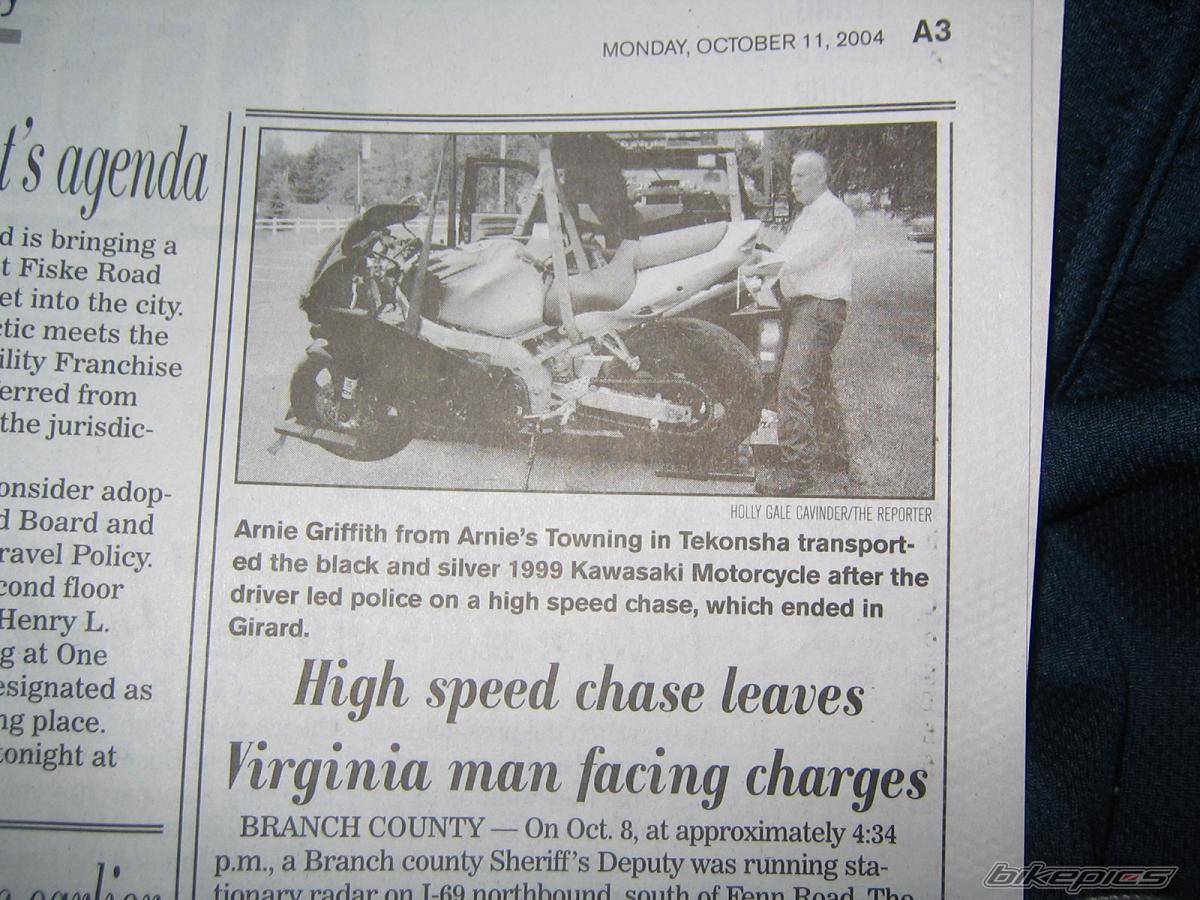 MONDAY, OCTOBER 11, 2004 A3
t's agenda
d is bringing a
t Fiske Road
et into the city.
ctic meets the
ility Franchise
erred from
the jurisdic-
onsider adop-
d Board and
ravel Policy.
cond floor
Henry L.
g at One
esignated as
ng place.
tonight at
HOLLY GALE CAVINDER/THE REPORTER
Arnie Griffith from Arnie's Towning in Tekonsha transport-
ed the black and silver 1999 Kawasaki Motorcycle after the
driver led police on a high speed chase, which ended in
Girard.
High speed chase leaves
Virginia man facing charges
BRANCH COUNTY — On Oct. 8, at approximately 4:34
p.m., a Branch county Sheriff's Deputy was running sta-
tionary radar on I-69 northbound, south of Fenn Road. The
bikepics